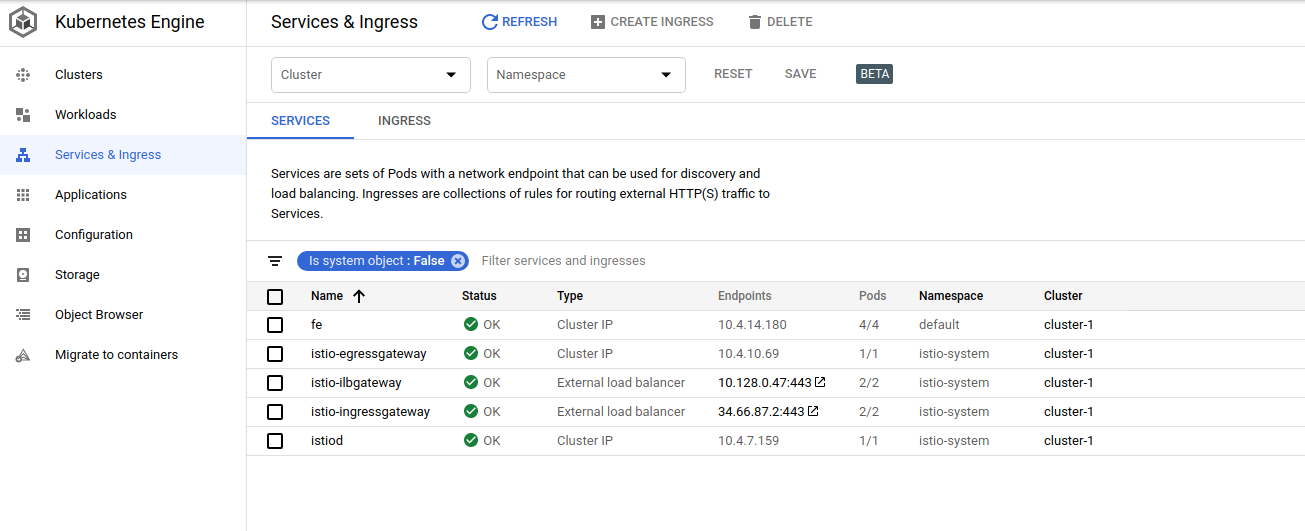 Kubernetes Engine
Services & Ingress
REFRESH
CREATE INGRESS
DELETE
Clusters
Workloads
Services & Ingress
Applications
Configuration
Storage
Object Browser
Migrate to containers
Cluster
Namespace
RESET
SAVE
BETA
SERVICES
INGRESS
Services are sets of Pods with a network endpoint that can be used for discovery and
load balancing. Ingresses are collections of rules for routing external HTTP(S) traffic to
Services.
Is system object : False
Filter services and ingresses
Name Status Type Endpoints Pods Namespace Cluster
fe OK Cluster IP 10.4.14.180 4/4 default cluster-1
istio-egressgateway OK Cluster IP 10.4.10.69 1/1 istio-system cluster-1
istio-ilbgateway OK External load balancer 10.128.0.47:443 2/2 istio-system cluster-1
istio-ingressgateway OK External load balancer 34.66.87.2:443 2/2 istio-system cluster-1
istiod OK Cluster IP 10.4.7.159 1/1 istio-system cluster-1